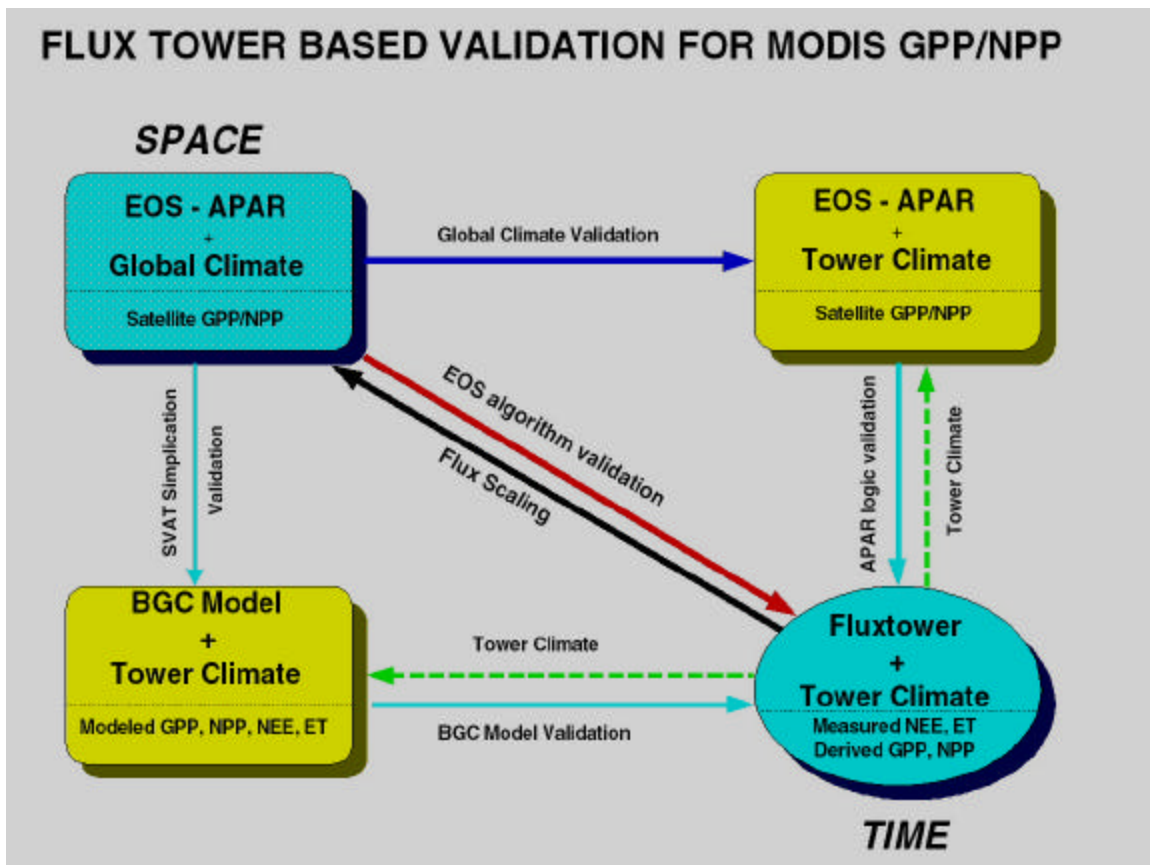 FLUX TOWER BASED VALIDATION FOR MODIS GPP/NPP
SPACE
EOS - APAR
+
Global Climate
Satellite GPP/NPP
Global Climate Validation
EOS - APAR
+
Tower Climate
Satellite GPP/NPP
SVAT Simplication
Validation
EOS algorithm validation
Flux Scaling
APAR logic validation
Tower Climate
BGC Model
+
Tower Climate
Modeled GPP, NPP, NEE, ET
Tower Climate
BGC Model Validation
Fluxtower
+
Tower Climate
Measured NEE, ET
Derived GPP, NPP
TIME